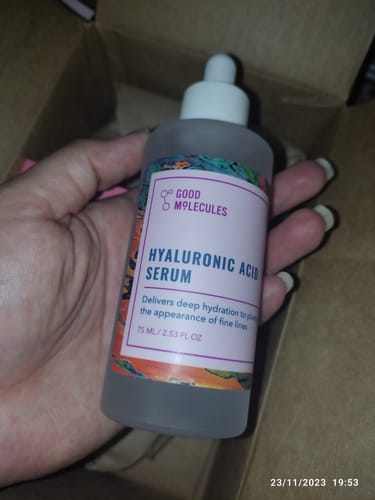 GOOD
MOLECULES
HYALURONIC ACID
SERUM
Delivers deep hydration to
the appearance of fine lines
75 ML / 2.53 FL OZ
23/11/2023 19:53